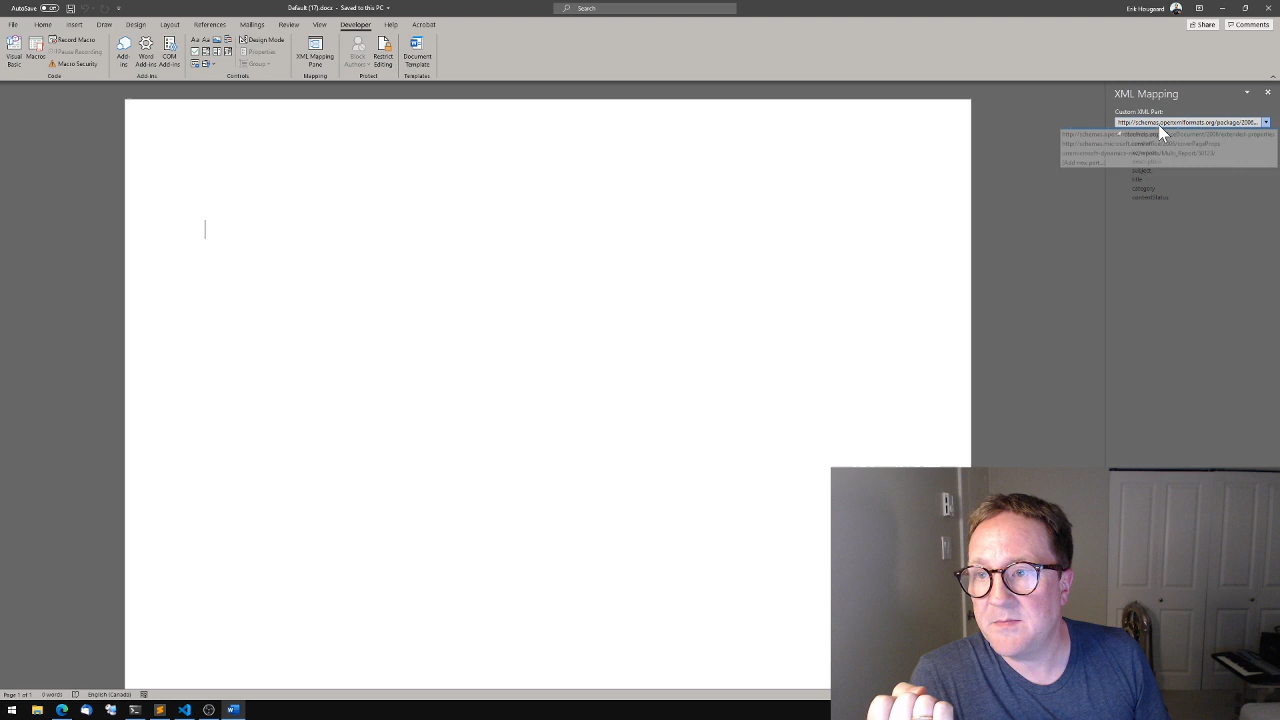 AutoSave Off
Default (17).docx - Saved to this PC
Search
Erik Hougaard
File Home Insert Draw Design Layout References Mailings Review View Developer Help Acrobat
Share Comments
Visual Basic
Macros
Record Macro
Pause Recording
Macro Security
Code
Add-ins
Word Add-ins
COM Add-ins
Add-ins
Design Mode
Properties
Group
Controls
XML Mapping Pane
Mapping
Block Authors
Restrict Editing
Protect
Document Template
Templates
XML Mapping
Custom XML Part:
http://schemas.openxmlformats.org/package/2006...
(Add new part...)
subject
title
category
contentStatus
Page 1 of 1 0 words English (Canada)